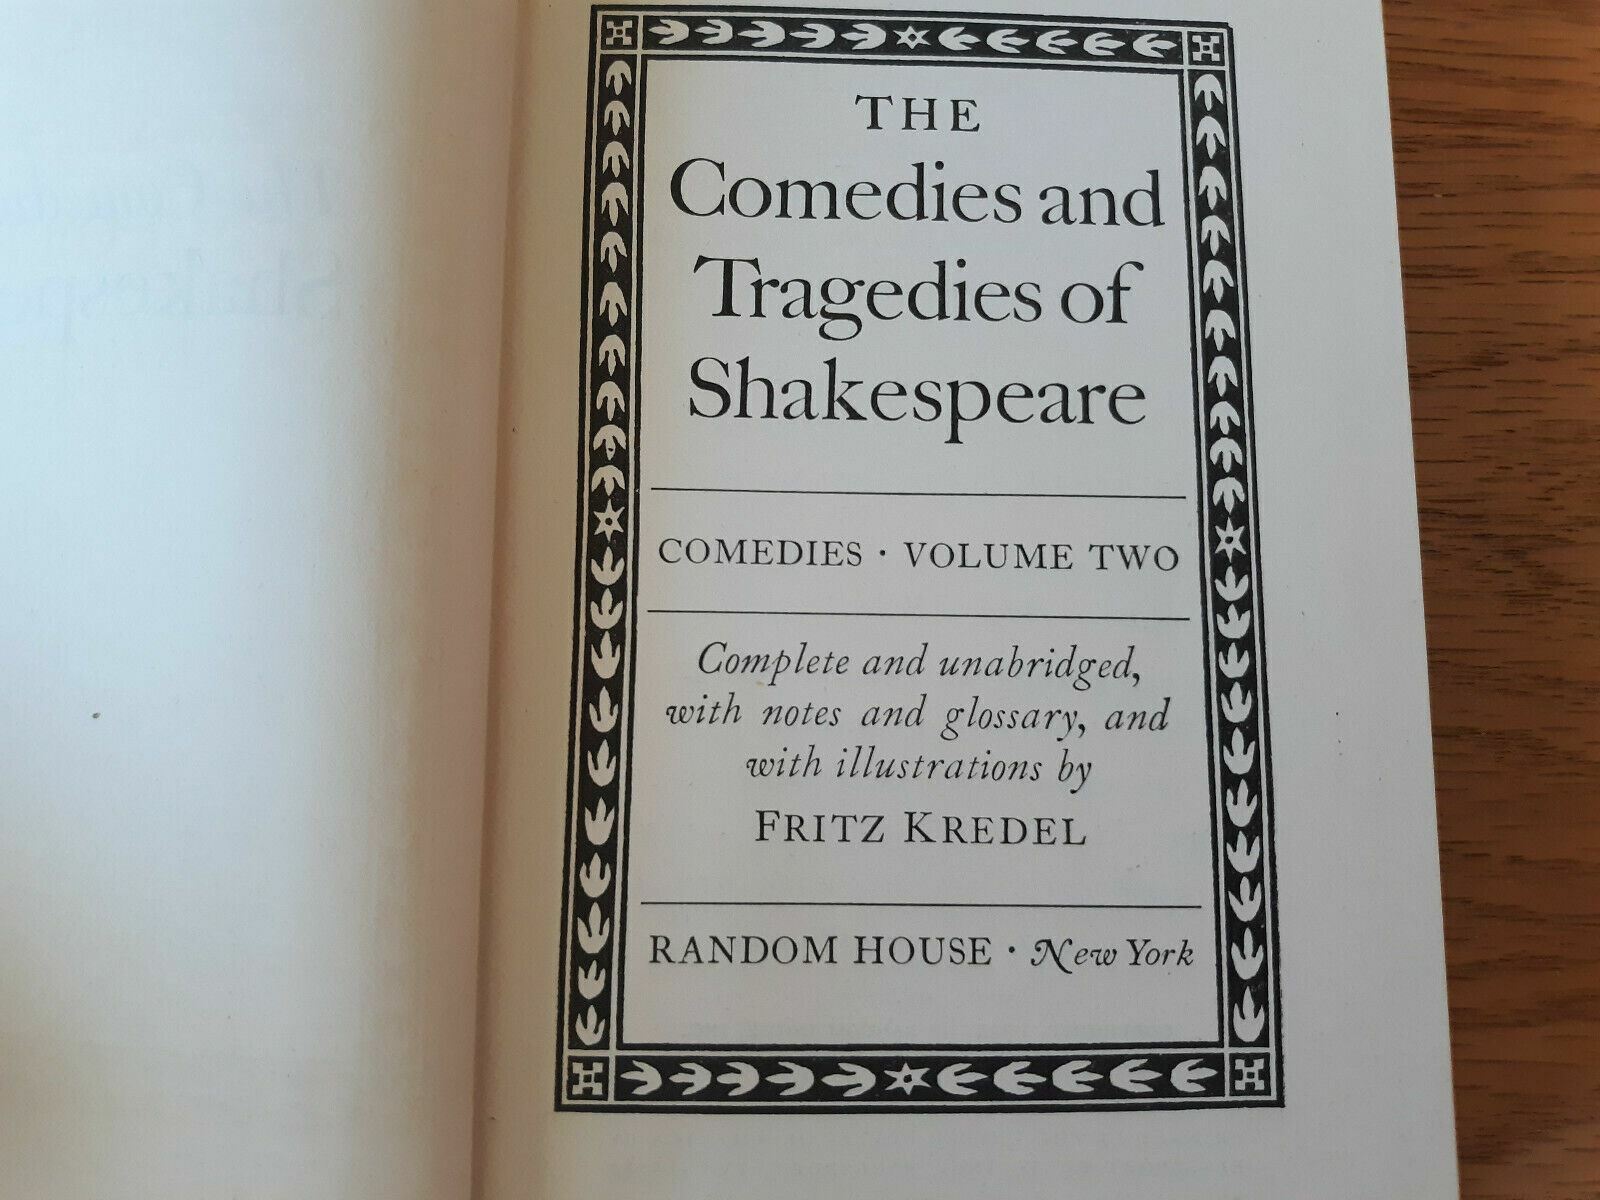 THE
Comedies and
Tragedies of
Shakespeare
COMEDIES · VOLUME TWO
Complete and unabridged,
with notes and glossary, and
with illustrations by
FRITZ KREDEL
RANDOM HOUSE · New York